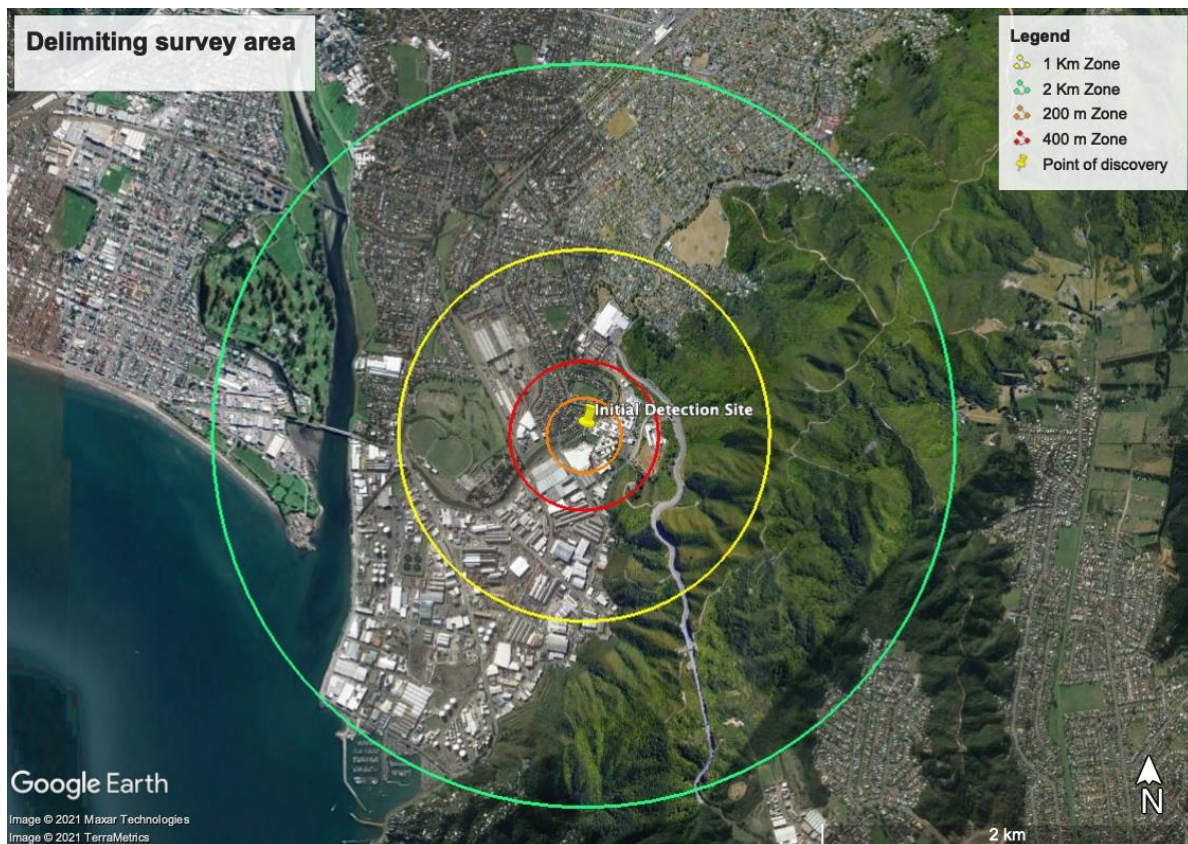 Delimiting survey area
Legend
1 Km Zone
2 Km Zone
200 m Zone
400 m Zone
Point of discovery
Initial Detection Site
Google Earth
Image © 2021 Maxar Technologies
Image © 2021 TerraMetrics
N
2 km